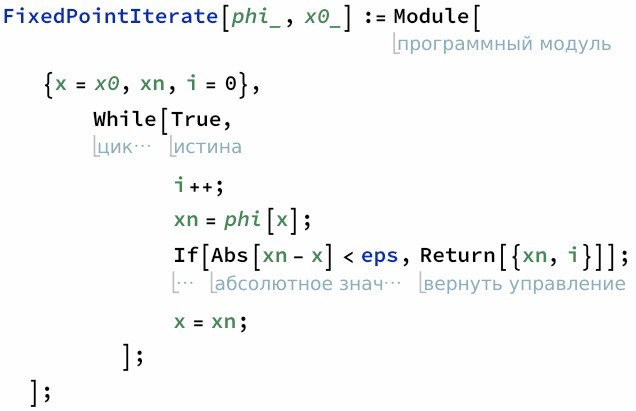 FixedPointIterate[phi_, x0_] := Module[
программный модуль
{x = x0, xn, i = 0},
While[True,
цик⋯ истина
i++;
xn = phi[x];
If[Abs[xn - x] < eps, Return[{xn, i}]];
⋯ абсолютное знач⋯ вернуть управление
x = xn;
];
];